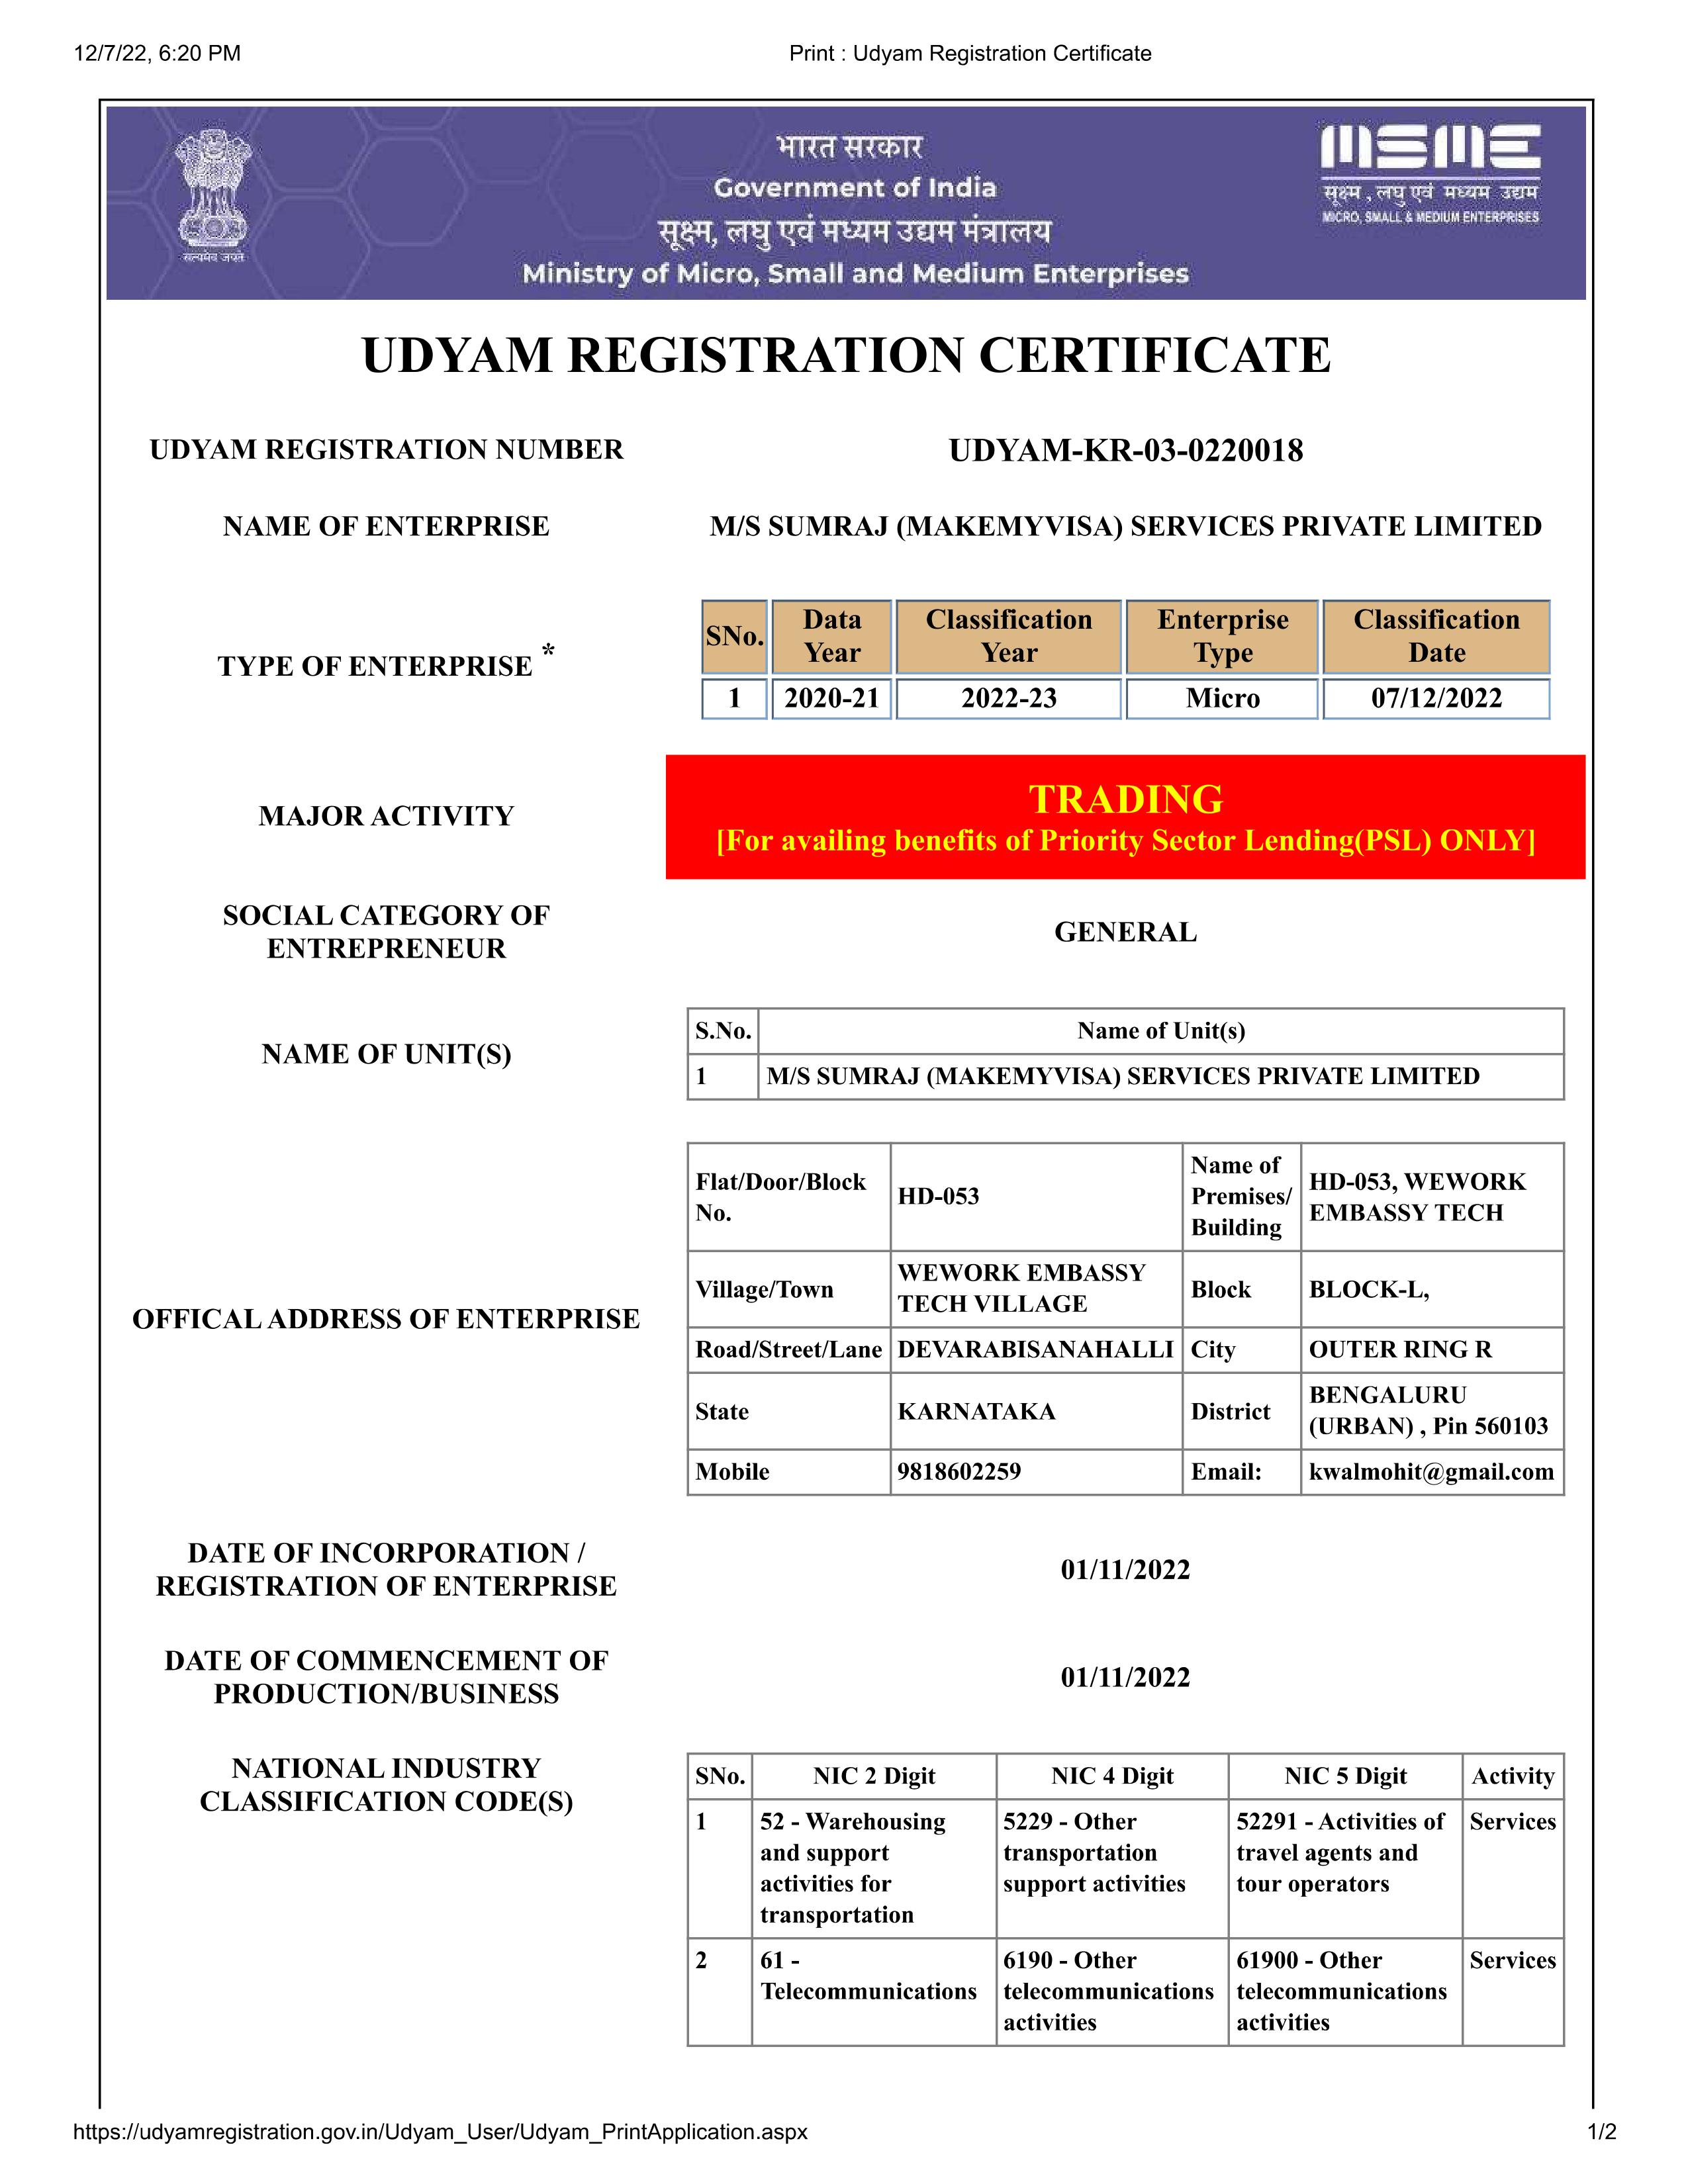 12/7/22, 6:20 PM
Print : Udyam Registration Certificate
भारत सरकार
Government of India
सूक्ष्म, लघु एवं मध्यम उद्यम मंत्रालय
Ministry of Micro, Small and Medium Enterprises
सत्यमेव जयते
MSME
सूक्ष्म , लघु एवं मध्यम उद्यम
MICRO, SMALL & MEDIUM ENTERPRISES
UDYAM REGISTRATION CERTIFICATE
UDYAM REGISTRATION NUMBER
UDYAM-KR-03-0220018
NAME OF ENTERPRISE
M/S SUMRAJ (MAKEMYVISA) SERVICES PRIVATE LIMITED
TYPE OF ENTERPRISE *
SNo. Data Year Classification Year Enterprise Type Classification Date
1 2020-21 2022-23 Micro 07/12/2022
MAJOR ACTIVITY
TRADING
[For availing benefits of Priority Sector Lending(PSL) ONLY]
SOCIAL CATEGORY OF
ENTREPRENEUR
GENERAL
NAME OF UNIT(S)
S.No. Name of Unit(s)
1 M/S SUMRAJ (MAKEMYVISA) SERVICES PRIVATE LIMITED
OFFICAL ADDRESS OF ENTERPRISE
Flat/Door/Block No. HD-053 Name of Premises/ Building HD-053, WEWORK EMBASSY TECH
Village/Town WEWORK EMBASSY TECH VILLAGE Block BLOCK-L,
Road/Street/Lane DEVARABISANAHALLI City OUTER RING R
State KARNATAKA District BENGALURU (URBAN) , Pin 560103
Mobile 9818602259 Email: kwalmohit@gmail.com
DATE OF INCORPORATION /
REGISTRATION OF ENTERPRISE
01/11/2022
DATE OF COMMENCEMENT OF
PRODUCTION/BUSINESS
01/11/2022
NATIONAL INDUSTRY
CLASSIFICATION CODE(S)
SNo. NIC 2 Digit NIC 4 Digit NIC 5 Digit Activity
1 52 - Warehousing and support activities for transportation 5229 - Other transportation support activities 52291 - Activities of travel agents and tour operators Services
2 61 - Telecommunications 6190 - Other telecommunications activities 61900 - Other telecommunications activities Services
https://udyamregistration.gov.in/Udyam_User/Udyam_PrintApplication.aspx
1/2